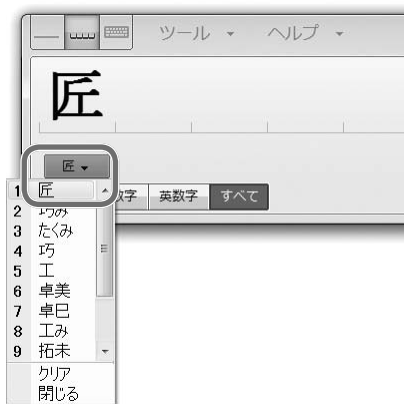 ツール ヘルプ
匠
匠
数字 英数字 すべて
1 匠
2 巧み
3 たくみ
4 巧
5 工
6 卓美
7 卓巳
8 工み
9 拓未
クリア
閉じる